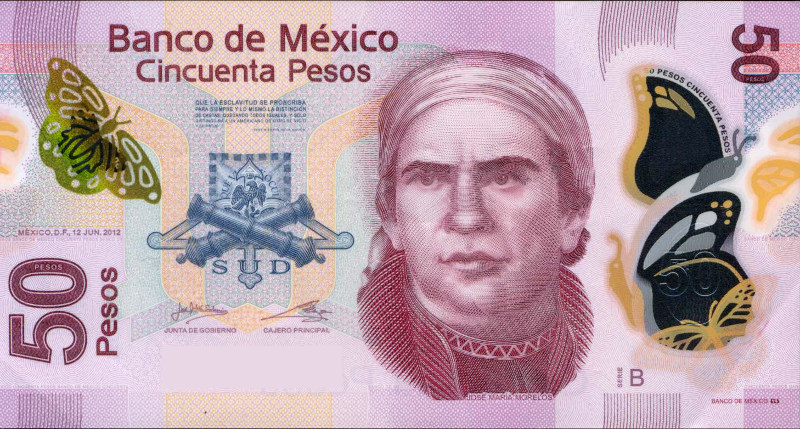 Banco de México
Cincuenta Pesos
50
PESOS
QUE LA ESCLAVITUD SE PROSCRIBA
PARA SIEMPRE Y LO MISMO LA DISTINCIÓN
DE CASTAS, QUEDANDO TODOS IGUALES, Y SOLO
DISTINGUIRÁ A UN AMERICANO DE OTRO, EL VICIO
Y LA VIRTUD
50 PESOS CINCUENTA PESOS
MÉXICO, D.F., 12 JUN. 2012
SUD
50
PESOS
50
Pesos
JUNTA DE GOBIERNO
CAJERO PRINCIPAL
JOSÉ MARÍA MORELOS
SERIE
B
BANCO DE MÉXICO